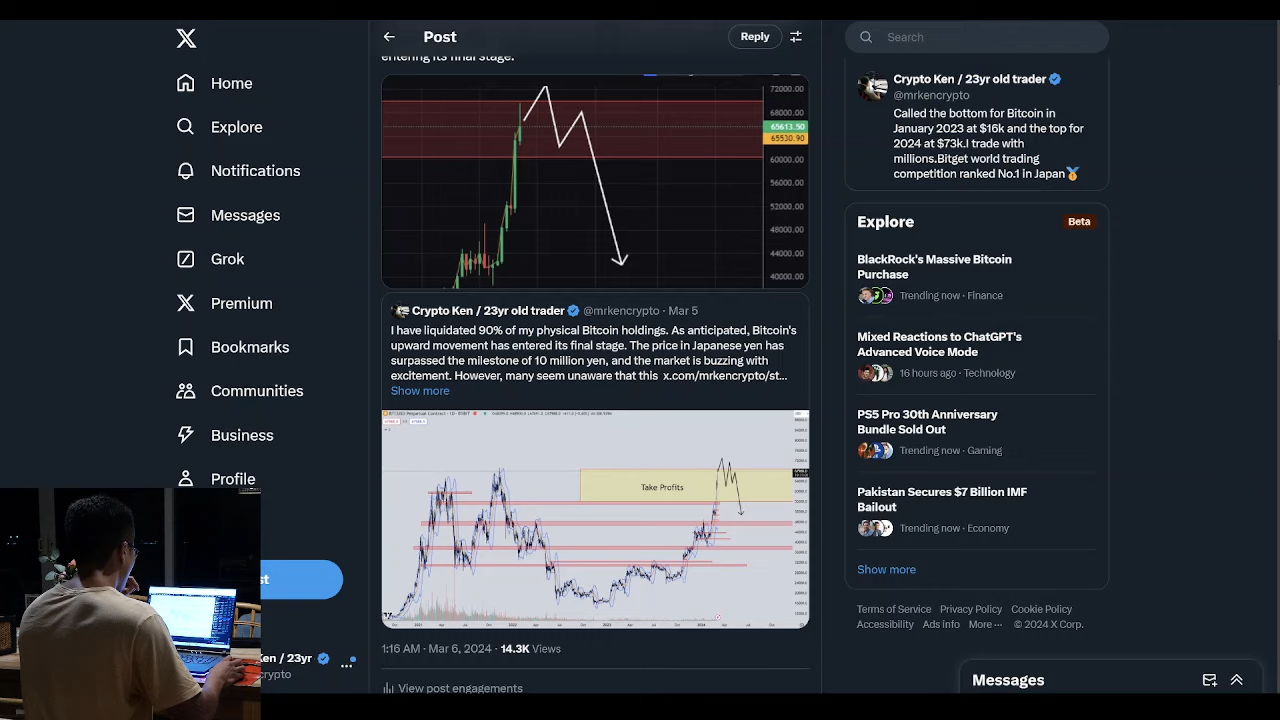 Home
Explore
Notifications
Messages
Grok
Premium
Bookmarks
Communities
Business
Profile
st
en / 23yr
crypto
Post
Reply
entering its final stage.
72000.00
68000.00
65613.50
65530.90
60000.00
56000.00
52000.00
48000.00
44000.00
40000.00
Crypto Ken / 23yr old trader @mrkencrypto · Mar 5
I have liquidated 90% of my physical Bitcoin holdings. As anticipated, Bitcoin's
upward movement has entered its final stage. The price in Japanese yen has
surpassed the milestone of 10 million yen, and the market is buzzing with
excitement. However, many seem unaware that this x.com/mrkencrypto/st…
Show more
Take Profits
1:16 AM · Mar 6, 2024 · 14.3K Views
View post engagements
Search
Crypto Ken / 23yr old trader
@mrkencrypto
Called the bottom for Bitcoin in
January 2023 at $16k and the top for
2024 at $73k.I trade with
millions.Bitget world trading
competition ranked No.1 in Japan🥇
Explore
Beta
BlackRock's Massive Bitcoin
Purchase
Trending now · Finance
Mixed Reactions to ChatGPT's
Advanced Voice Mode
16 hours ago · Technology
PS5 Pro 30th Anniversary
Bundle Sold Out
Trending now · Gaming
Pakistan Secures $7 Billion IMF
Bailout
Trending now · Economy
Show more
Terms of Service Privacy Policy Cookie Policy
Accessibility Ads info More ··· © 2024 X Corp.
Messages